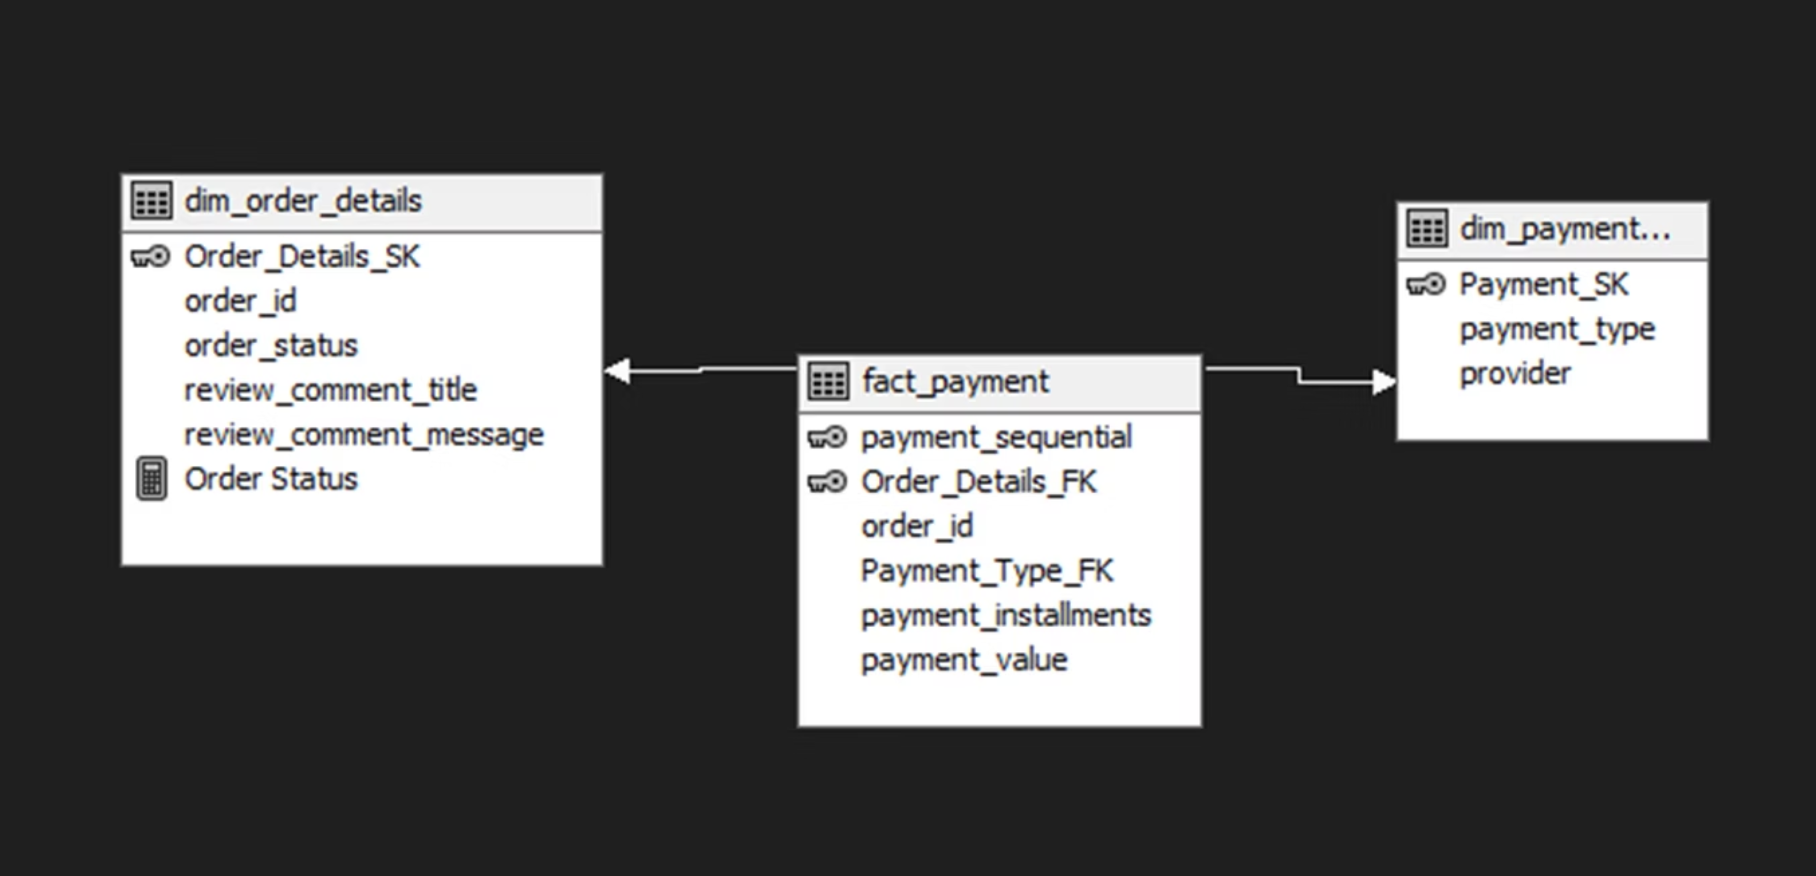 dim_order_details
Order_Details_SK
order_id
order_status
review_comment_title
review_comment_message
Order Status
fact_payment
payment_sequential
Order_Details_FK
order_id
Payment_Type_FK
payment_installments
payment_value
dim_payment...
Payment_SK
payment_type
provider